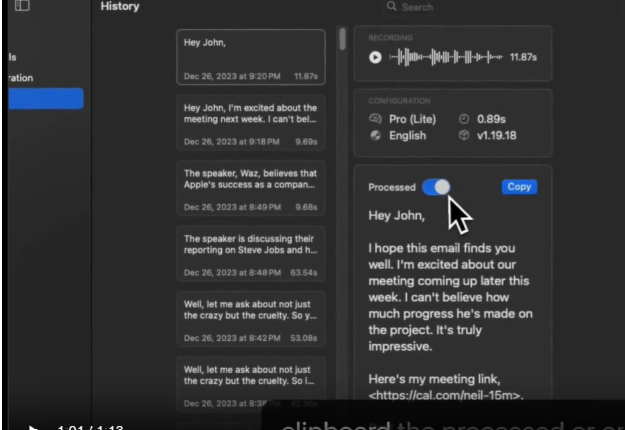 History
Search
ls
ration
Hey John,
Dec 26, 2023 at 9:20 PM 11.87s
Hey John, I'm excited about the
meeting next week. I can't bel...
Dec 26, 2023 at 9:18 PM 9.69s
The speaker, Waz, believes that
Apple's success as a compan...
Dec 26, 2023 at 8:49 PM 9.68s
The speaker is discussing their
reporting on Steve Jobs and h...
Dec 26, 2023 at 8:48 PM 63.54s
Well, let me ask about not just
the crazy but the cruelty. So y...
Dec 26, 2023 at 8:42 PM 53.08s
Well, let me ask about not just
the crazy but the cruelty. So i...
Dec 26, 2023 at
RECORDING
11.87s
CONFIGURATION
Pro (Lite) 0.89s
English v1.19.18
Processed Copy
Hey John,
I hope this email finds you
well. I'm excited about our
meeting coming up later this
week. I can't believe how
much progress he's made on
the project. It's truly
impressive.
Here's my meeting link,
<https://cal.com/neil-15m>.
1:01 / 1:13
clipboard the processed or